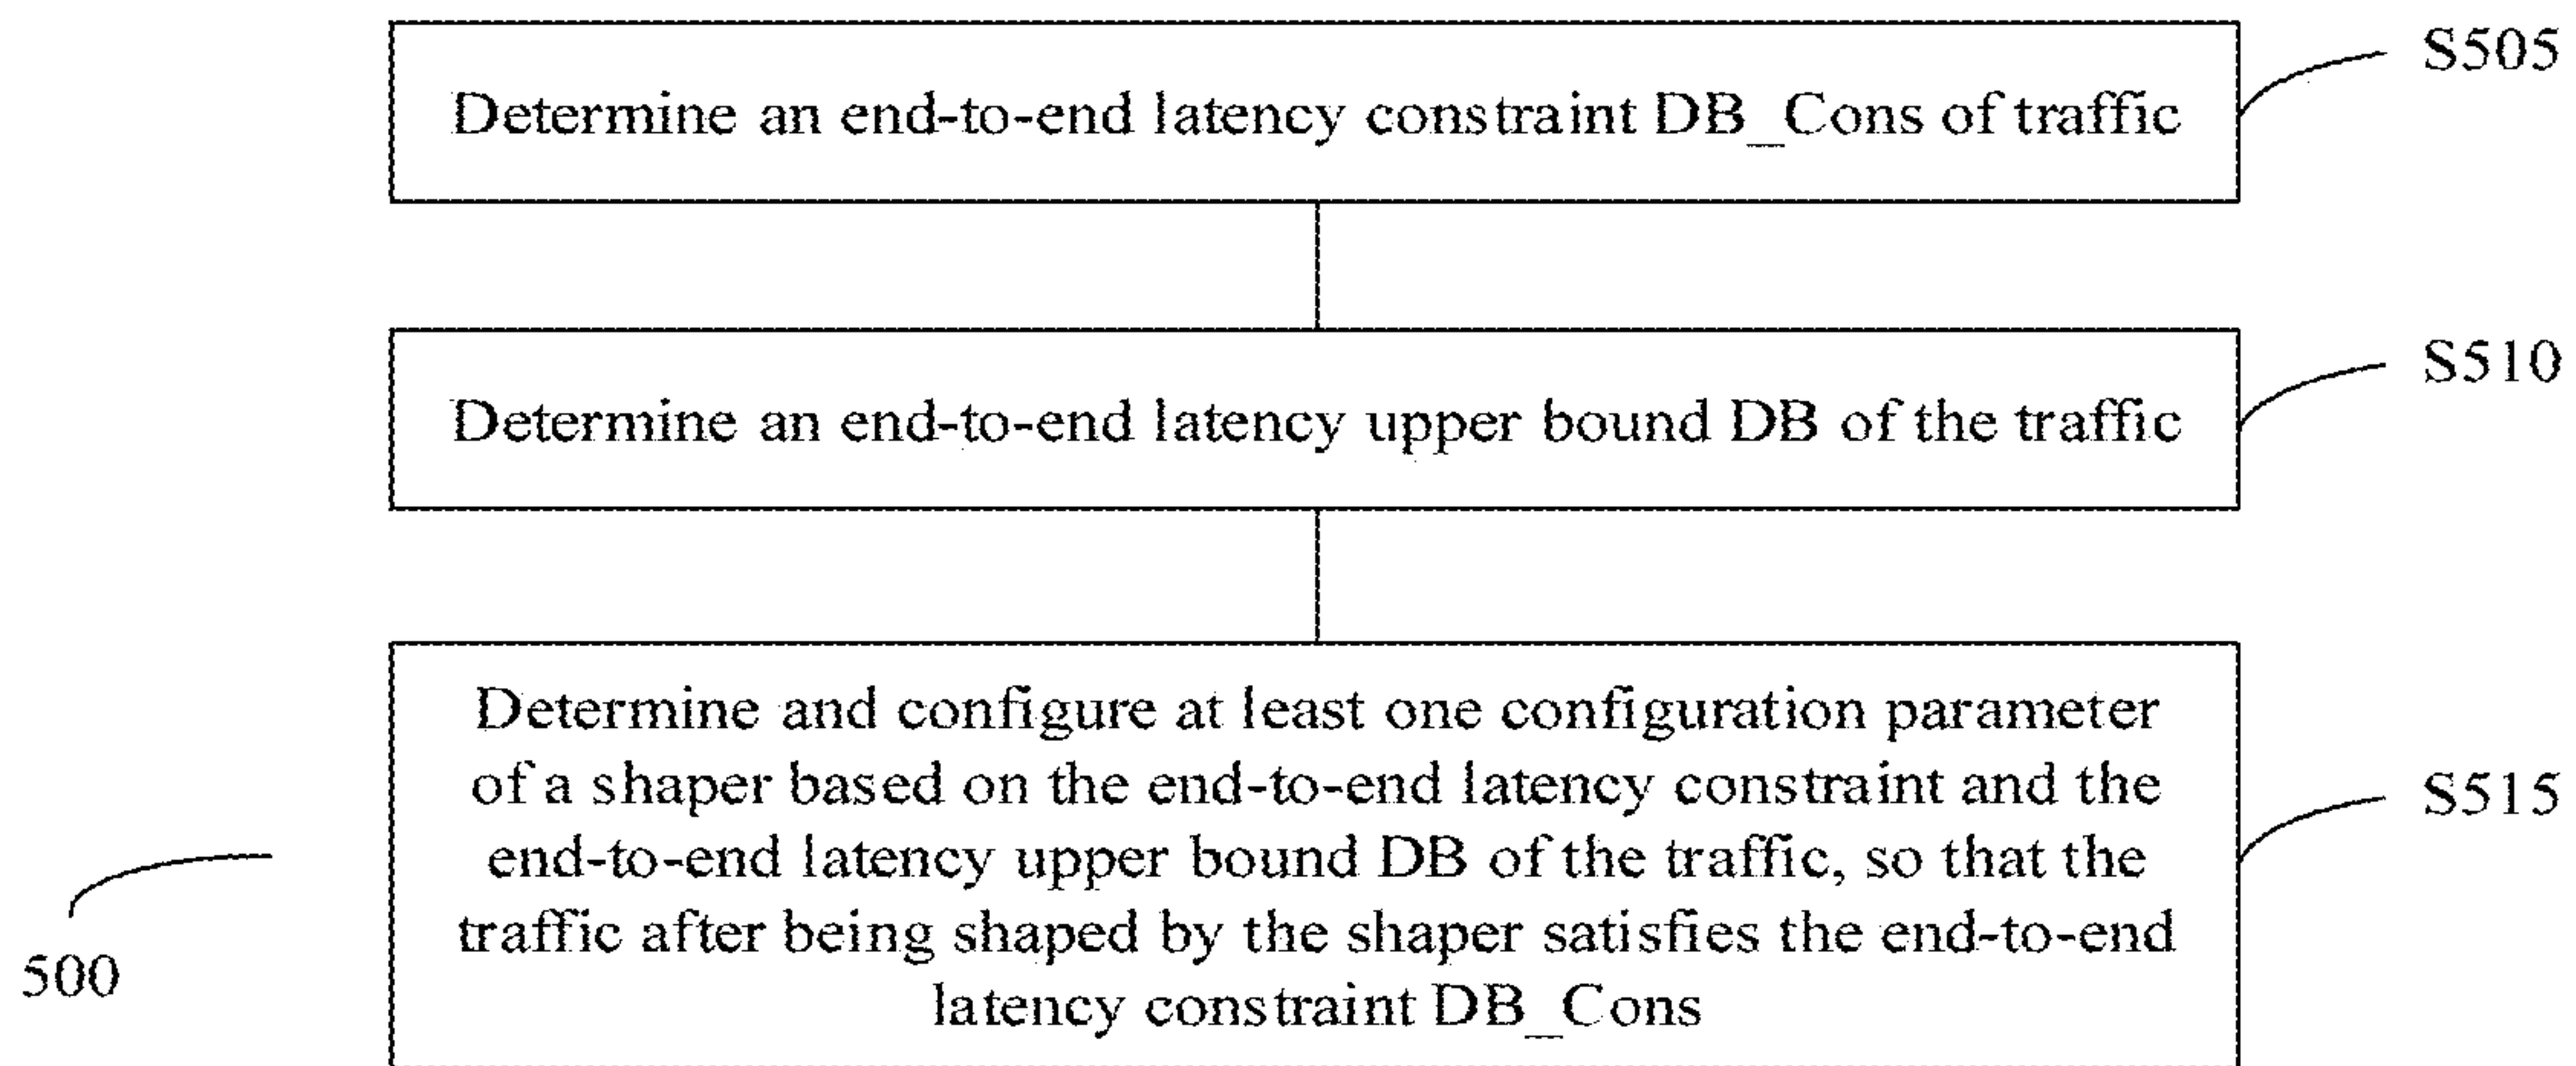 Determine an end-to-end latency constraint DB_Cons of traffic
S505
Determine an end-to-end latency upper bound DB of the traffic
S510
Determine and configure at least one configuration parameter
of a shaper based on the end-to-end latency constraint and the
end-to-end latency upper bound DB of the traffic, so that the
traffic after being shaped by the shaper satisfies the end-to-end
latency constraint DB_Cons
S515
500